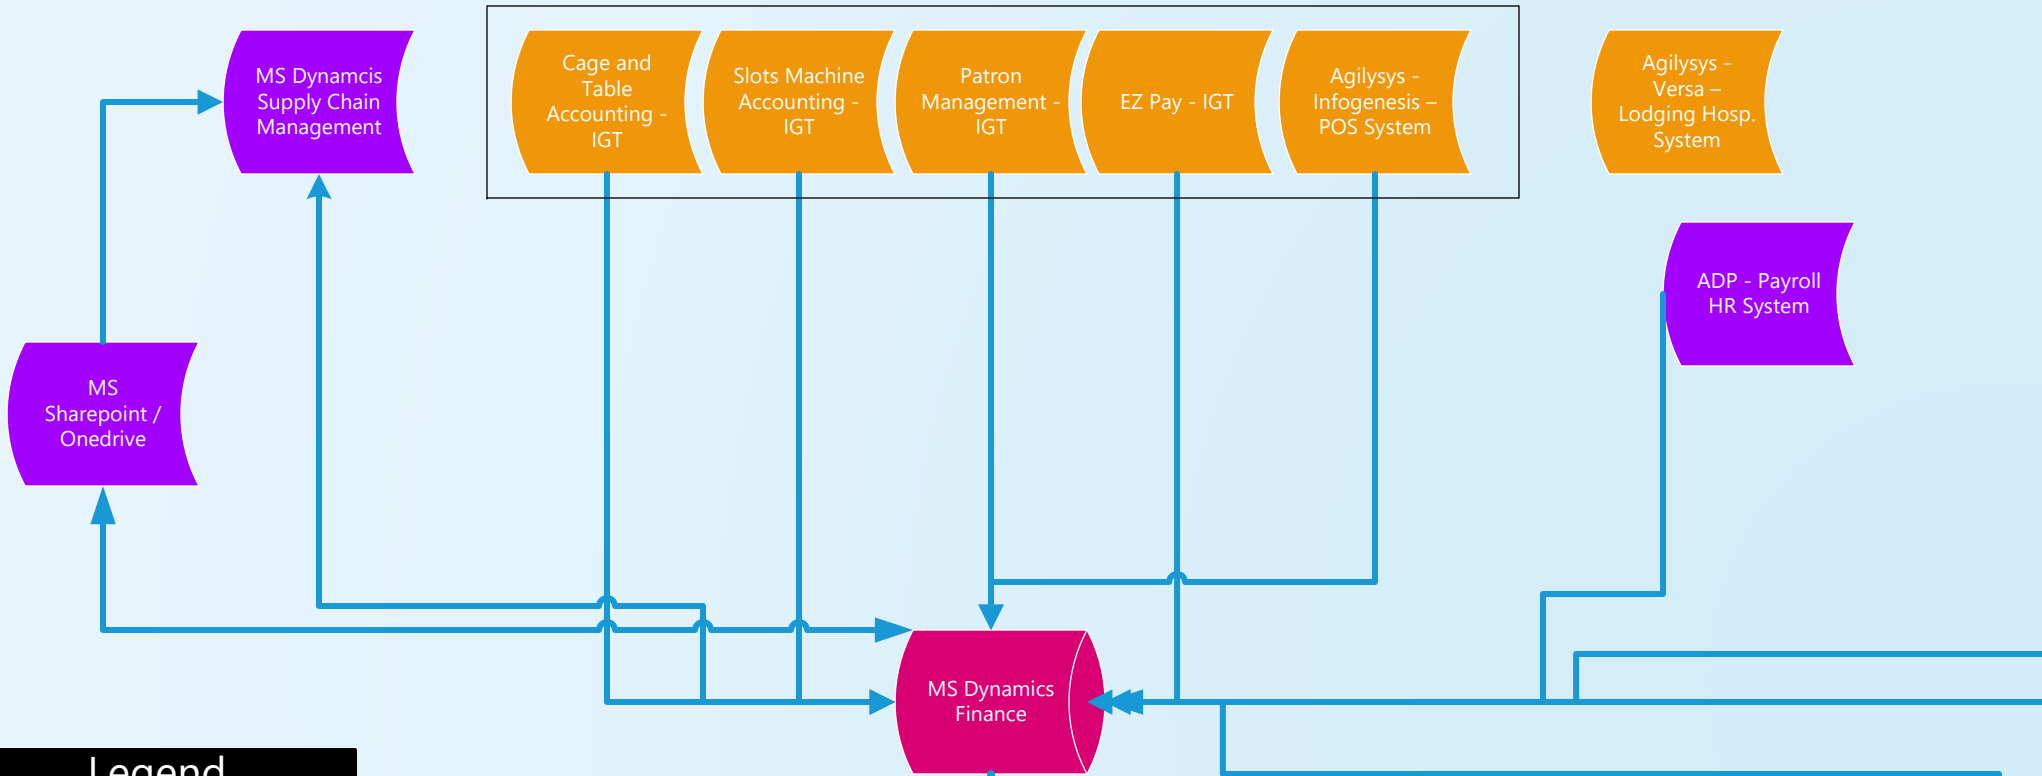 MS Dynamcis
Supply Chain
Management
Cage and
Table
Accounting -
IGT
Slots Machine
Accounting -
IGT
Patron
Management -
IGT
EZ Pay - IGT
Agilysys -
Infogenesis –
POS System
Agilysys -
Versa –
Lodging Hosp.
System
ADP - Payroll
HR System
MS
Sharepoint /
Onedrive
MS Dynamics
Finance
Legend